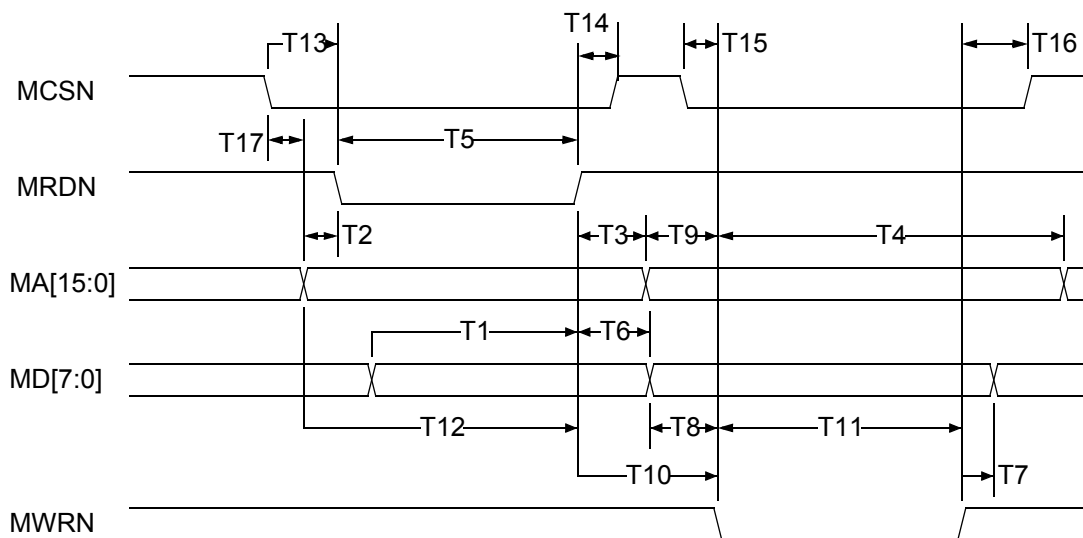 T14
T13
T15
T16
MCSN
T17
T5
MRDN
T2
T3
T9
T4
MA[15:0]
T1
T6
MD[7:0]
T12
T8
T11
T10
T7
MWRN